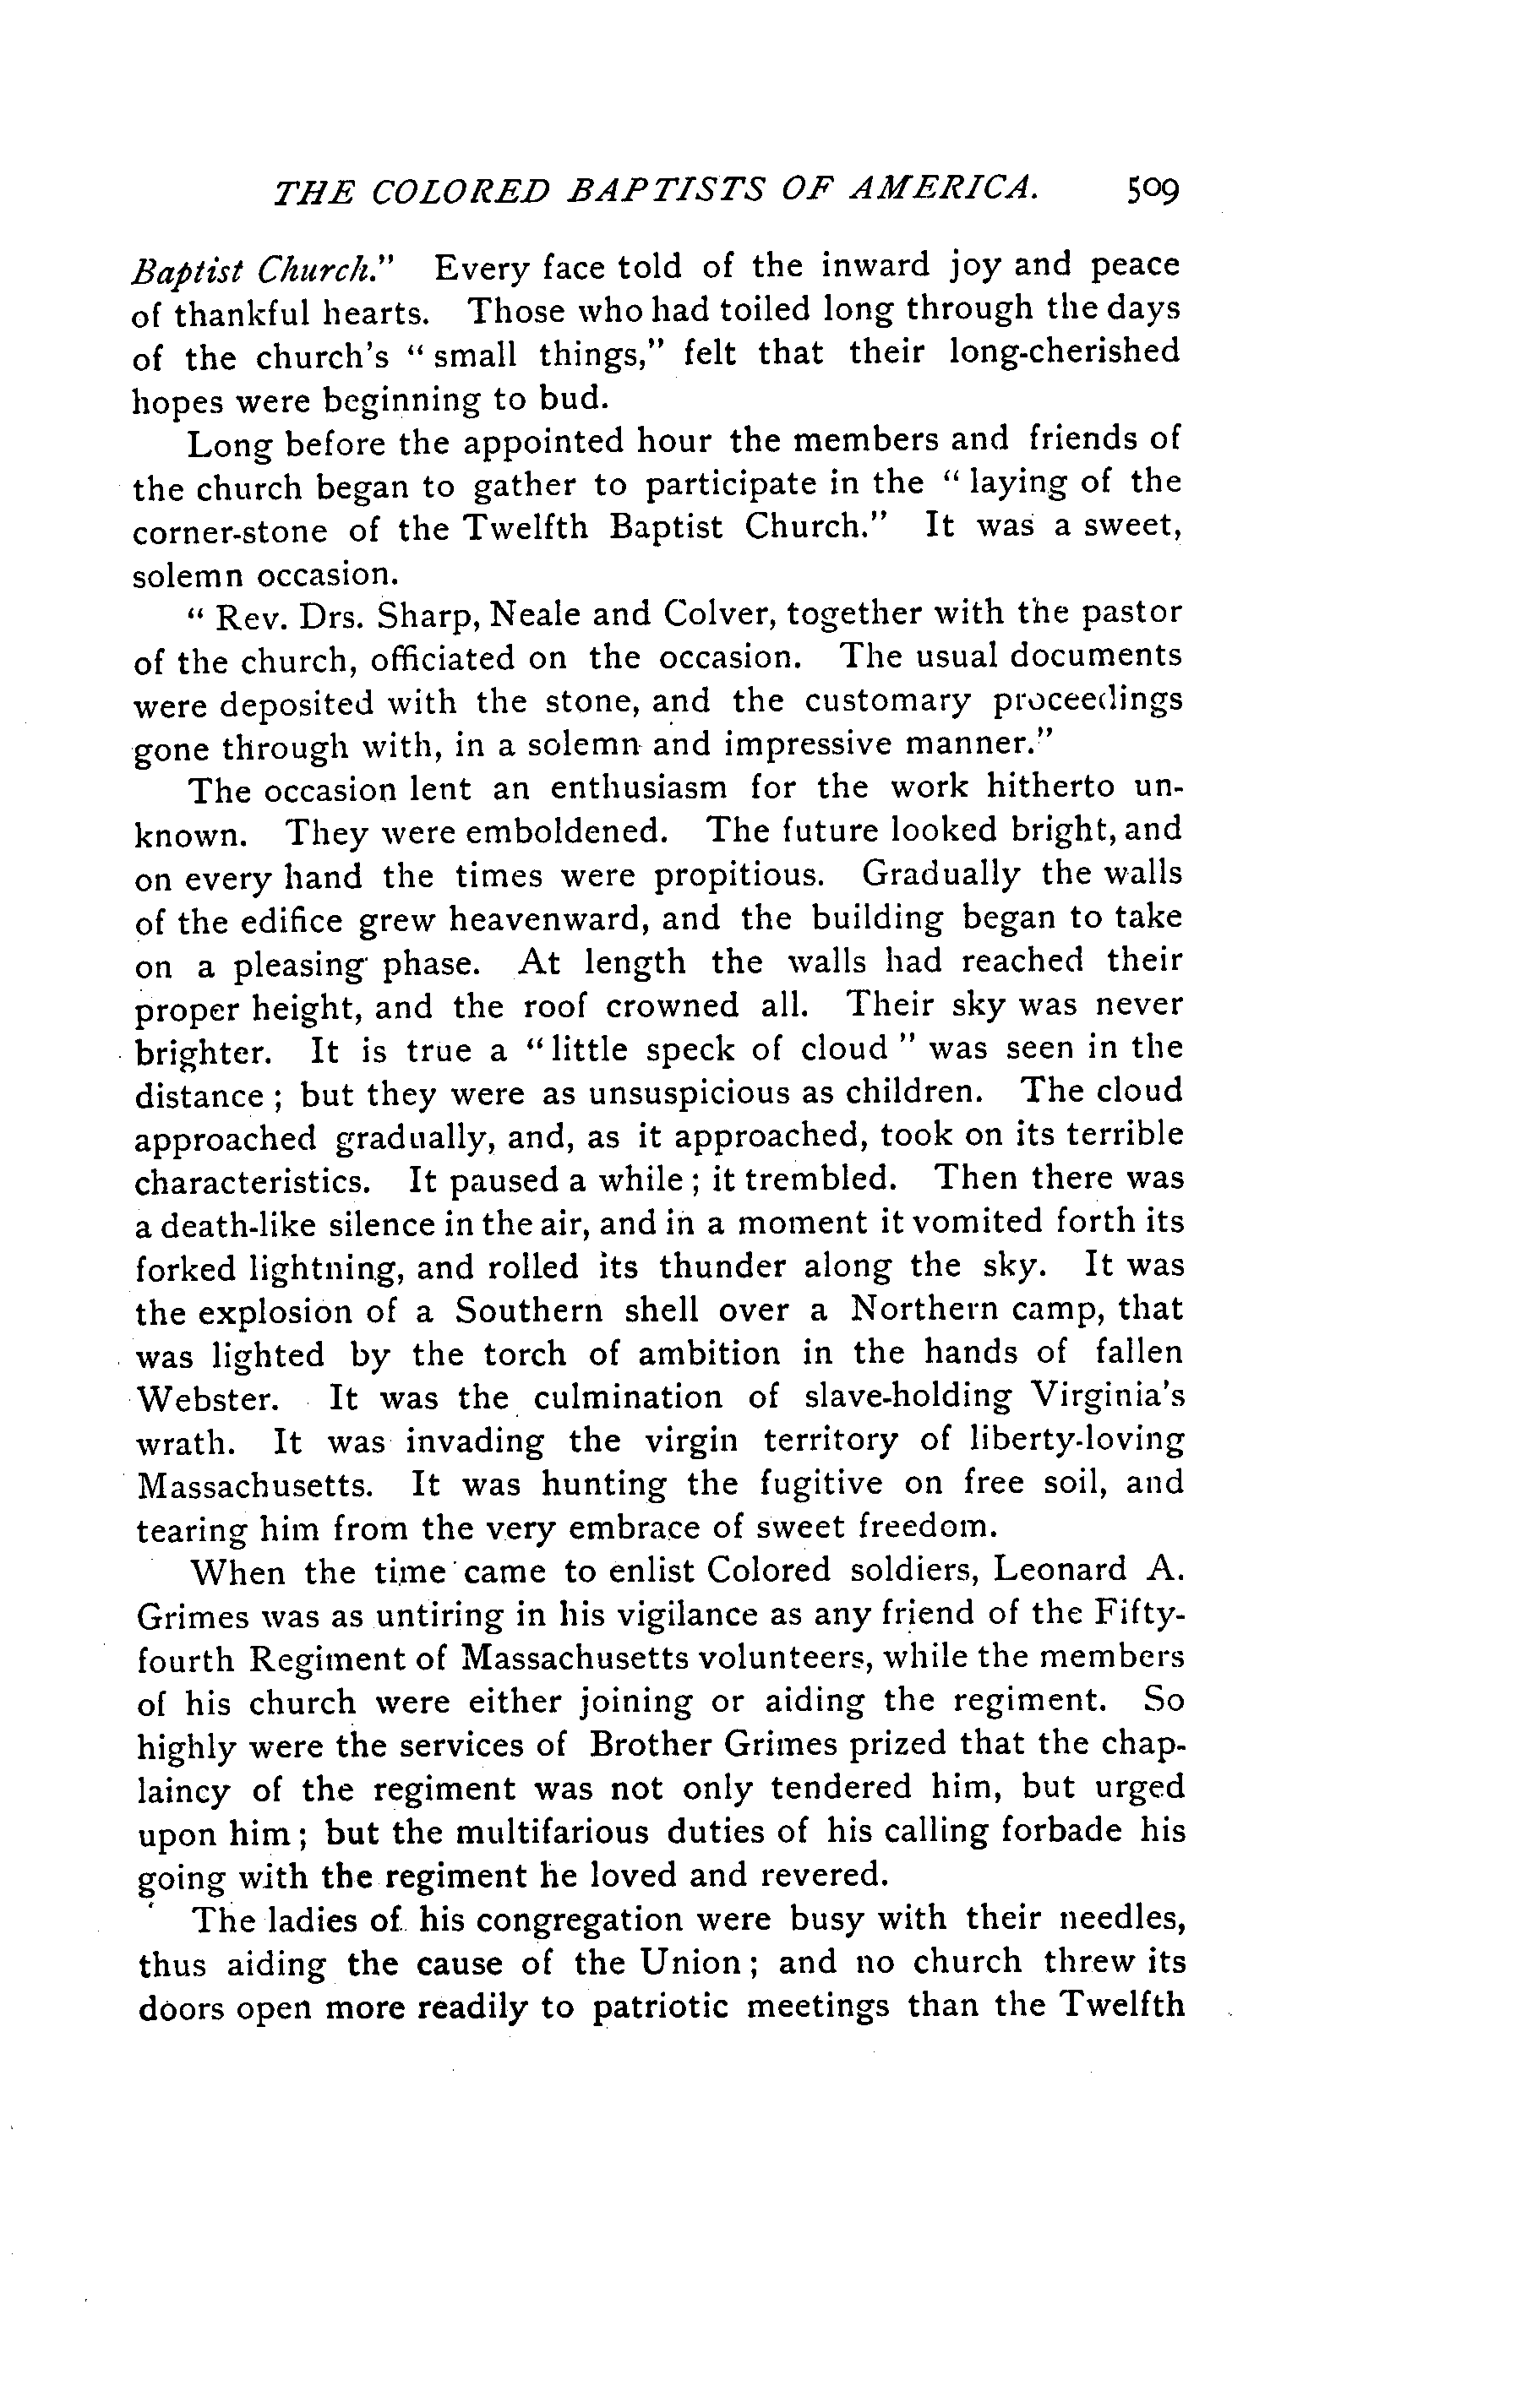 THE COLORED BAPTISTS OF AMERICA. 509
Baptist Church." Every face told of the inward joy and peace
of thankful hearts. Those who had toiled long through the days
of the church's " small things," felt that their long-cherished
hopes were beginning to bud.
Long before the appointed hour the members and friends of
the church began to gather to participate in the " laying of the
corner-stone of the Twelfth Baptist Church." It was a sweet,
solemn occasion.
" Rev. Drs. Sharp, Neale and Colver, together with the pastor
of the church, officiated on the occasion. The usual documents
were deposited with the stone, and the customary proceedings
gone through with, in a solemn and impressive manner."
The occasion lent an enthusiasm for the work hitherto un-
known. They were emboldened. The future looked bright, and
on every hand the times were propitious. Gradually the walls
of the edifice grew heavenward, and the building began to take
on a pleasing phase. At length the walls had reached their
proper height, and the roof crowned all. Their sky was never
brighter. It is true a " little speck of cloud " was seen in the
distance ; but they were as unsuspicious as children. The cloud
approached gradually, and, as it approached, took on its terrible
characteristics. It paused a while ; it trembled. Then there was
a death-like silence in the air, and in a moment it vomited forth its
forked lightning, and rolled its thunder along the sky. It was
the explosion of a Southern shell over a Northern camp, that
was lighted by the torch of ambition in the hands of fallen
Webster. It was the culmination of slave-holding Virginia's
wrath. It was invading the virgin territory of liberty-loving
Massachusetts. It was hunting the fugitive on free soil, and
tearing him from the very embrace of sweet freedom.
When the time came to enlist Colored soldiers, Leonard A.
Grimes was as untiring in his vigilance as any friend of the Fifty-
fourth Regiment of Massachusetts volunteers, while the members
of his church were either joining or aiding the regiment. So
highly were the services of Brother Grimes prized that the chap-
laincy of the regiment was not only tendered him, but urged
upon him ; but the multifarious duties of his calling forbade his
going with the regiment he loved and revered.
The ladies of his congregation were busy with their needles,
thus aiding the cause of the Union ; and no church threw its
doors open more readily to patriotic meetings than the Twelfth